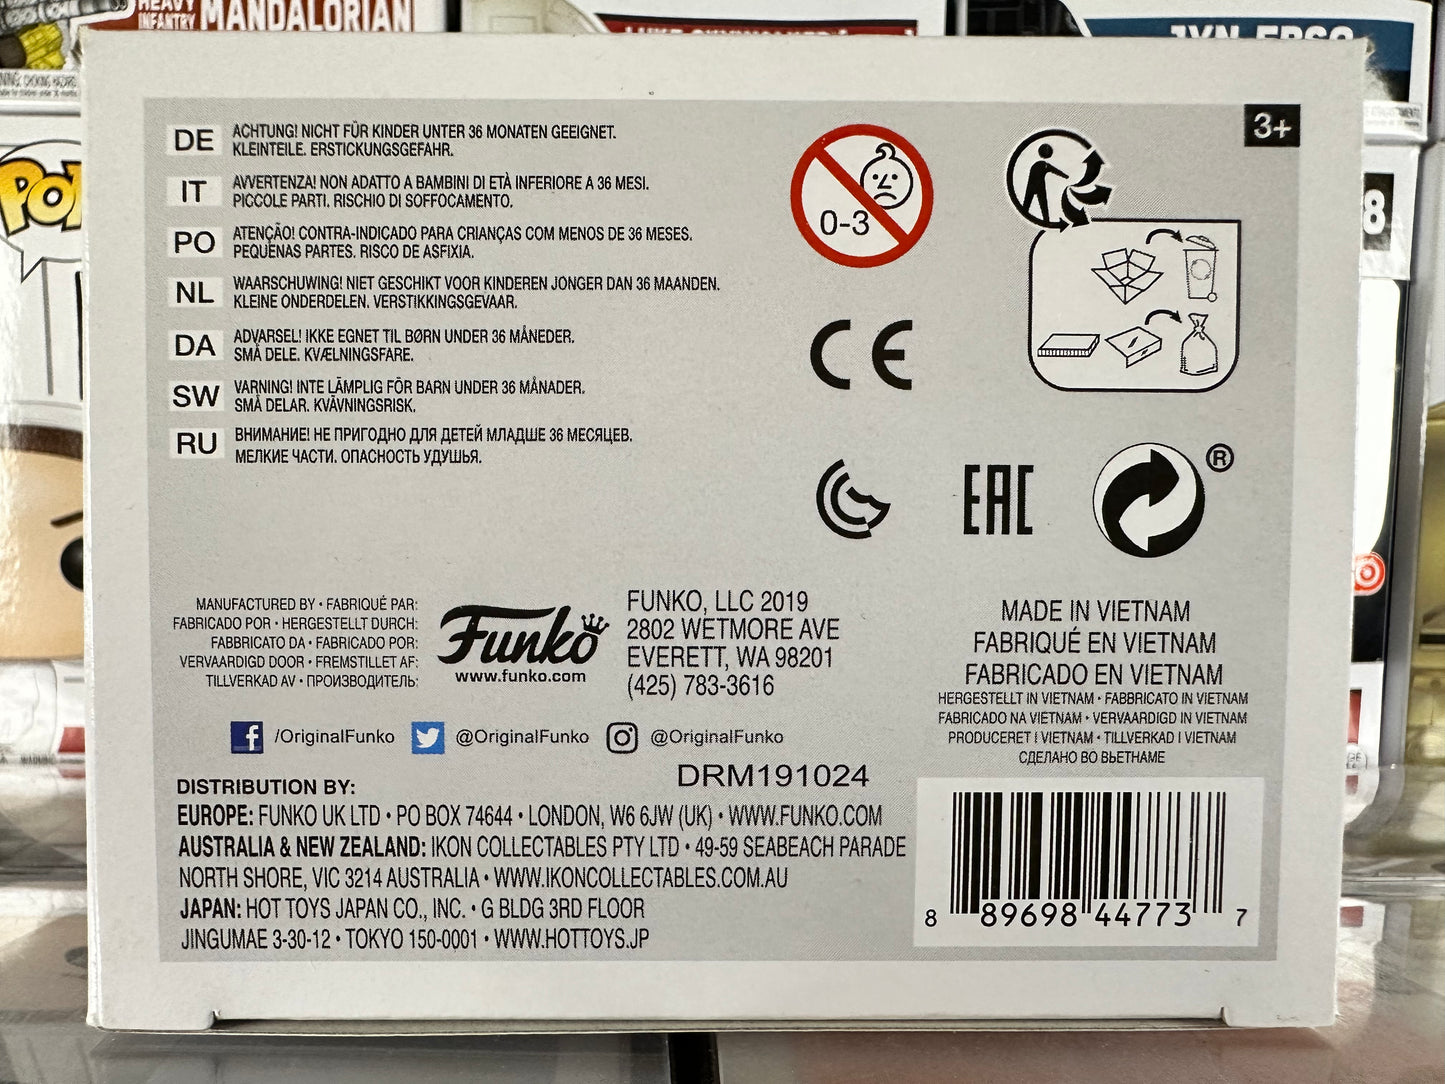 HEAVY
INFANTRY MANDALORIAN
JYN ERSO
3+
DE
ACHTUNG! NICHT FÜR KINDER UNTER 36 MONATEN GEEIGNET.
KLEINTEILE. ERSTICKUNGSGEFAHR.
IT
AVVERTENZA! NON ADATTO A BAMBINI DI ETÀ INFERIORE A 36 MESI.
PICCOLE PARTI. RISCHIO DI SOFFOCAMENTO.
PO
ATENÇÃO! CONTRA-INDICADO PARA CRIANÇAS COM MENOS DE 36 MESES.
PEQUENAS PARTES. RISCO DE ASFIXIA.
NL
WAARSCHUWING! NIET GESCHIKT VOOR KINDEREN JONGER DAN 36 MAANDEN.
KLEINE ONDERDELEN. VERSTIKKINGSGEVAAR.
DA
ADVARSEL! IKKE EGNET TIL BØRN UNDER 36 MÅNEDER.
SMÅ DELE. KVÆLNINGSFARE.
SW
VARNING! INTE LÄMPLIG FÖR BARN UNDER 36 MÅNADER.
SMÅ DELAR. KVÄVNINGSRISK.
RU
ВНИМАНИЕ! НЕ ПРИГОДНО ДЛЯ ДЕТЕЙ МЛАДШЕ 36 МЕСЯЦЕВ.
МЕЛКИЕ ЧАСТИ. ОПАСНОСТЬ УДУШЬЯ.
0-3
CE
EAC
®
MANUFACTURED BY • FABRIQUÉ PAR:
FABRICADO POR • HERGESTELLT DURCH:
FABBRICATO DA • FABRICADO POR:
VERVAARDIGD DOOR • FREMSTILLET AF:
TILLVERKAD AV • ПРОИЗВОДИТЕЛЬ:
Funko
www.funko.com
FUNKO, LLC 2019
2802 WETMORE AVE
EVERETT, WA 98201
(425) 783-3616
MADE IN VIETNAM
FABRIQUÉ EN VIETNAM
FABRICADO EN VIETNAM
HERGESTELLT IN VIETNAM • FABBRICATO IN VIETNAM
FABRICADO NA VIETNAM • VERVAARDIGD IN VIETNAM
PRODUCERET I VIETNAM • TILLVERKAD I VIETNAM
СДЕЛАНО ВО ВЬЕТНАМЕ
/OriginalFunko @OriginalFunko @OriginalFunko
DRM191024
DISTRIBUTION BY:
EUROPE: FUNKO UK LTD • PO BOX 74644 • LONDON, W6 6JW (UK) • WWW.FUNKO.COM
AUSTRALIA & NEW ZEALAND: IKON COLLECTABLES PTY LTD • 49-59 SEABEACH PARADE
NORTH SHORE, VIC 3214 AUSTRALIA • WWW.IKONCOLLECTABLES.COM.AU
JAPAN: HOT TOYS JAPAN CO., INC. • G BLDG 3RD FLOOR
JINGUMAE 3-30-12 • TOKYO 150-0001 • WWW.HOTTOYS.JP
8 89698 44773 7